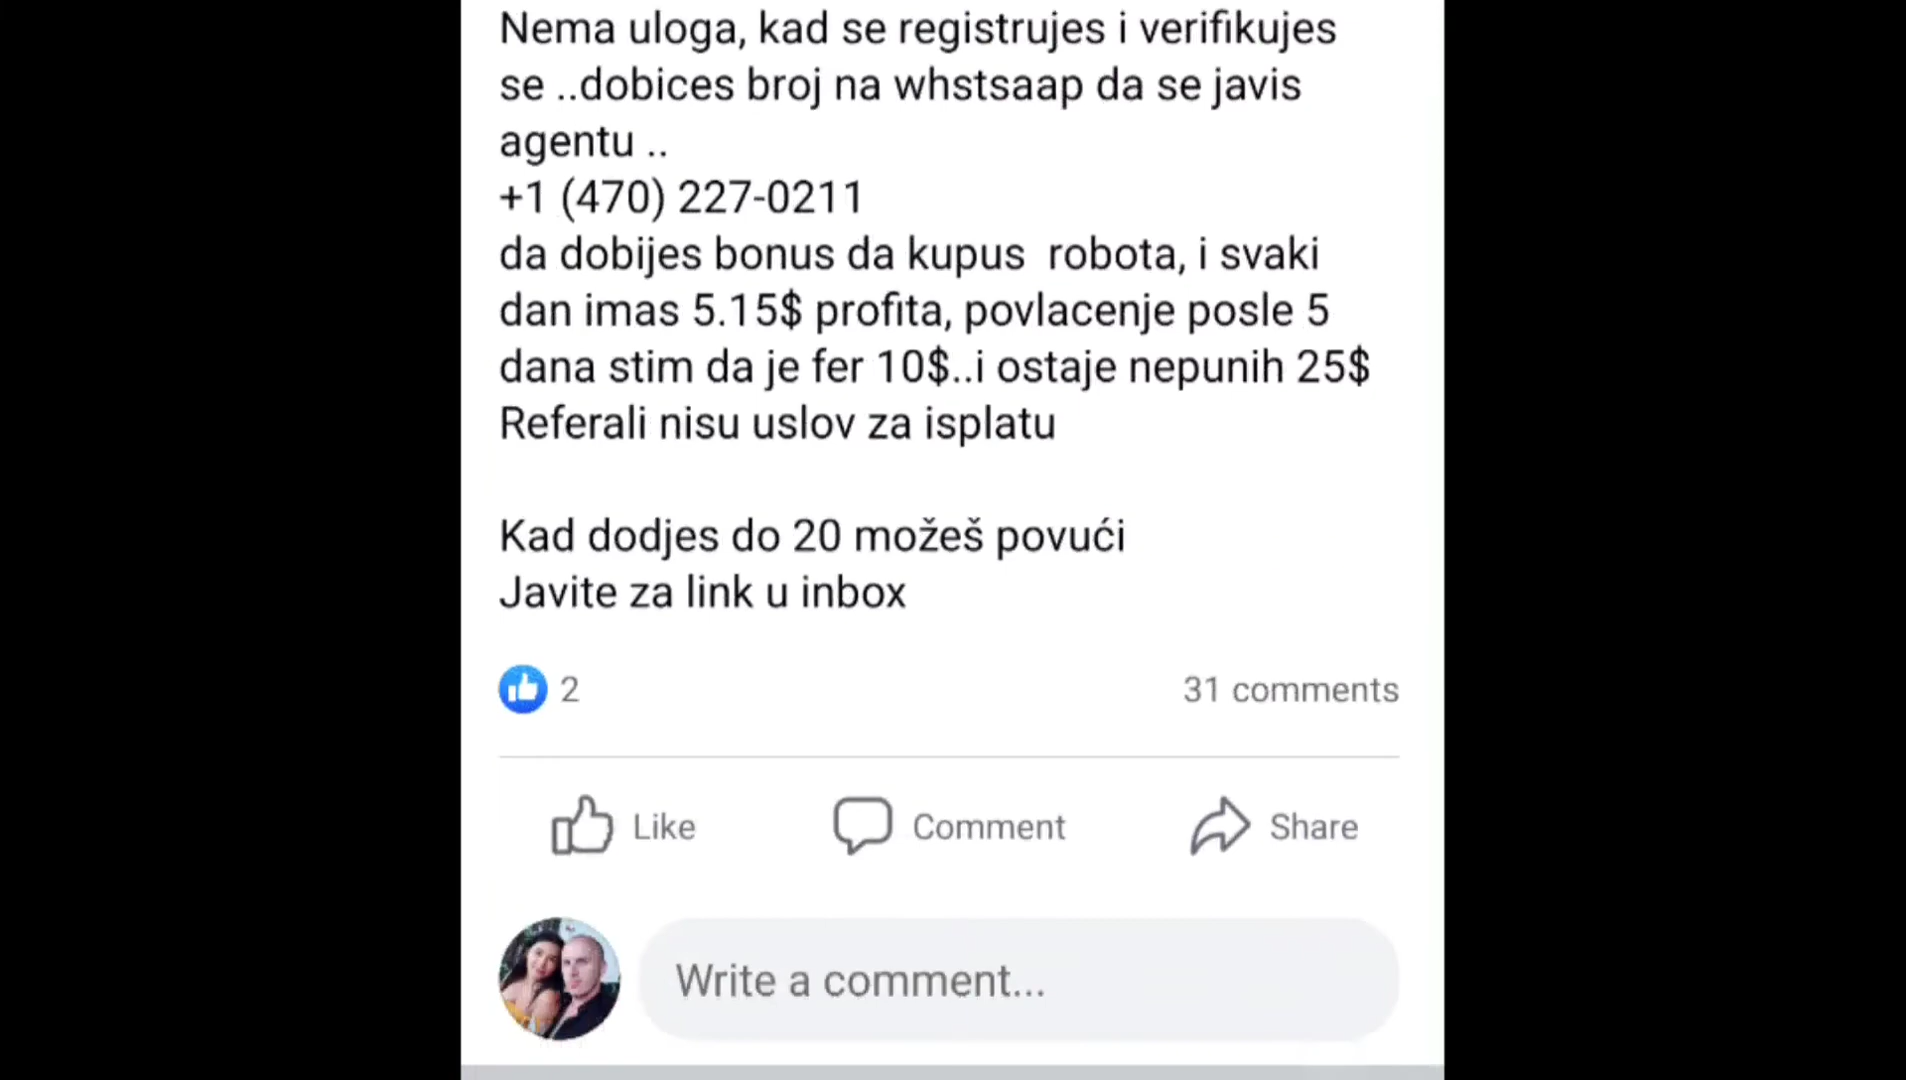 Nema uloga, kad se registrujes i verifikujes
se ..dobices broj na whstsaap da se javis
agentu ..
+1 (470) 227-0211
da dobijes bonus da kupus  robota, i svaki
dan imas 5.15$ profita, povlacenje posle 5
dana stim da je fer 10$..i ostaje nepunih 25$
Referali nisu uslov za isplatu
Kad dodjes do 20 možeš povući
Javite za link u inbox
2
31 comments
Like
Comment
Share
Write a comment...